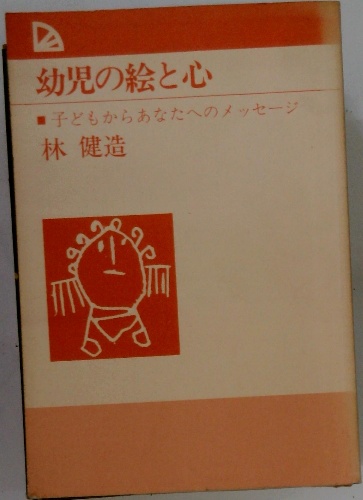 幼児の絵と心
■子どもからあなたへのメッセージ
林 健造